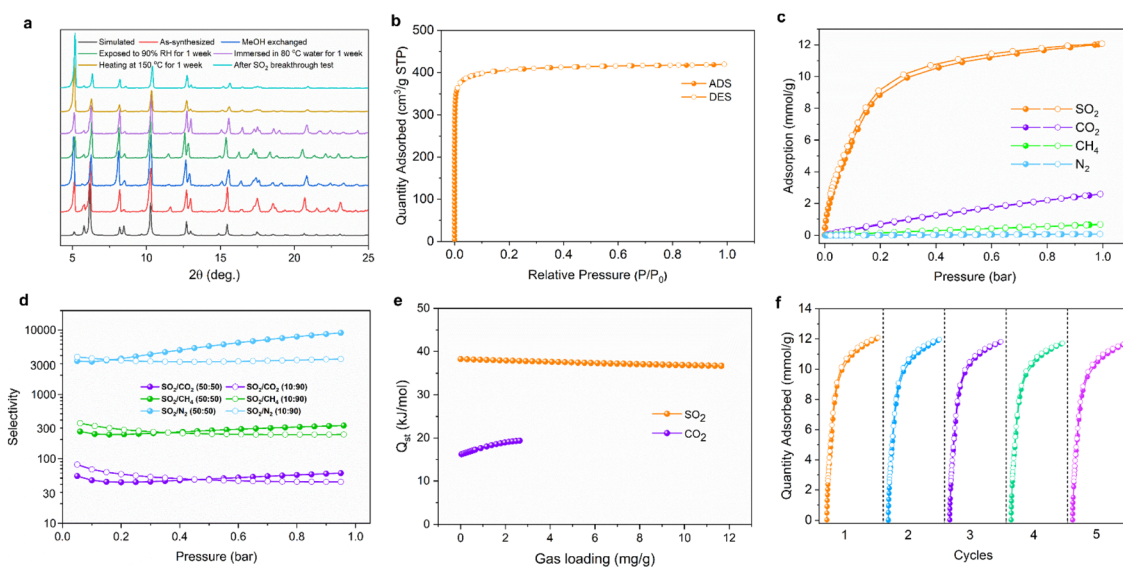 a
Simulated As-synthesized MeOH exchanged
Exposed to 90% RH for 1 week Immersed in 80 °C water for 1 week
Heating at 150 °C for 1 week After SO2 breakthrough test
5 10 15 20 25
2θ (deg.)
b
Quantity Adsorbed (cm³/g STP)
500
400
300
200
100
0
ADS
DES
0.0 0.2 0.4 0.6 0.8 1.0
Relative Pressure (P/P0)
c
Adsorption (mmol/g)
12
10
8
6
4
2
0
SO2
CO2
CH4
N2
0.0 0.2 0.4 0.6 0.8 1.0
Pressure (bar)
d
Selectivity
10000
3000
1000
300
100
30
10
SO2/CO2 (50:50) SO2/CO2 (10:90)
SO2/CH4 (50:50) SO2/CH4 (10:90)
SO2/N2 (50:50) SO2/N2 (10:90)
0.0 0.2 0.4 0.6 0.8 1.0
Pressure (bar)
e
Qst (kJ/mol)
50
40
30
20
10
0
SO2
CO2
0 2 4 6 8 10 12
Gas loading (mg/g)
f
Quantity Adsorbed (mmol/g)
14
12
10
8
6
4
2
0
1 2 3 4 5
Cycles